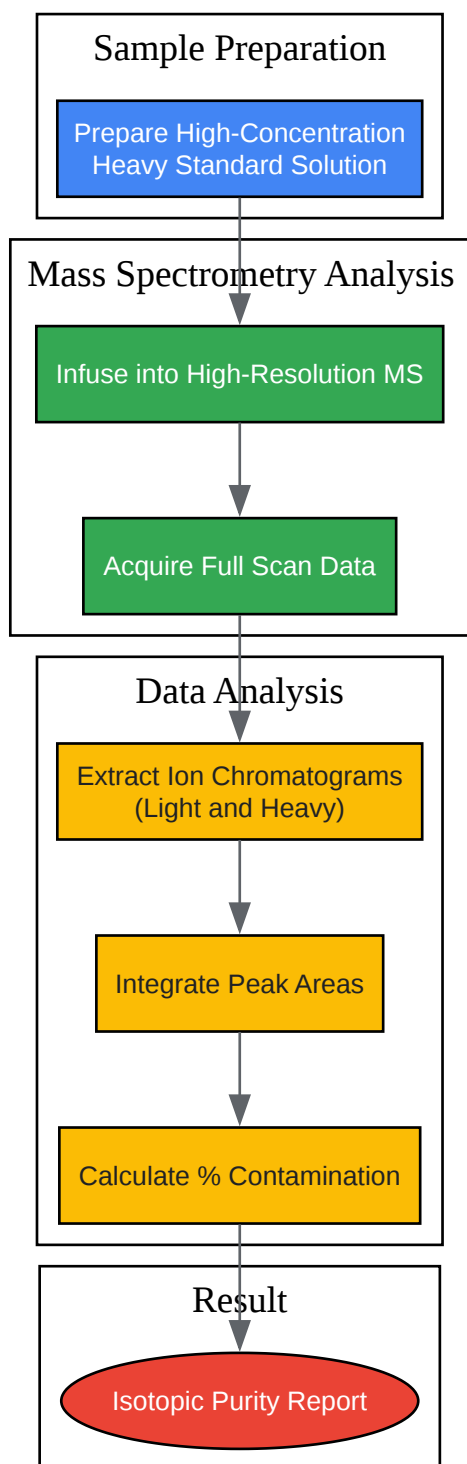 Sample Preparation
Prepare High-Concentration
Heavy Standard Solution
Mass Spectrometry Analysis
Infuse into High-Resolution MS
Acquire Full Scan Data
Data Analysis
Extract Ion Chromatograms
(Light and Heavy)
Integrate Peak Areas
Calculate % Contamination
Result
Isotopic Purity Report